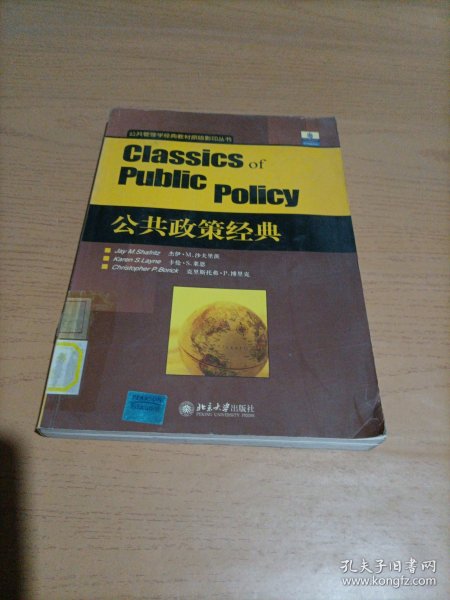 公共管理学经典教材原版影印丛书
Classics of
Public Policy
公共政策经典
Jay M.Shafritz 杰伊·M.沙夫里茨
Karen S.Layne 卡伦·S.莱恩
Christopher P.Borick 克里斯托弗·P.博里克
PEARSON
Education
北京大学出版社
孔夫子旧书网
www.kongfz.com